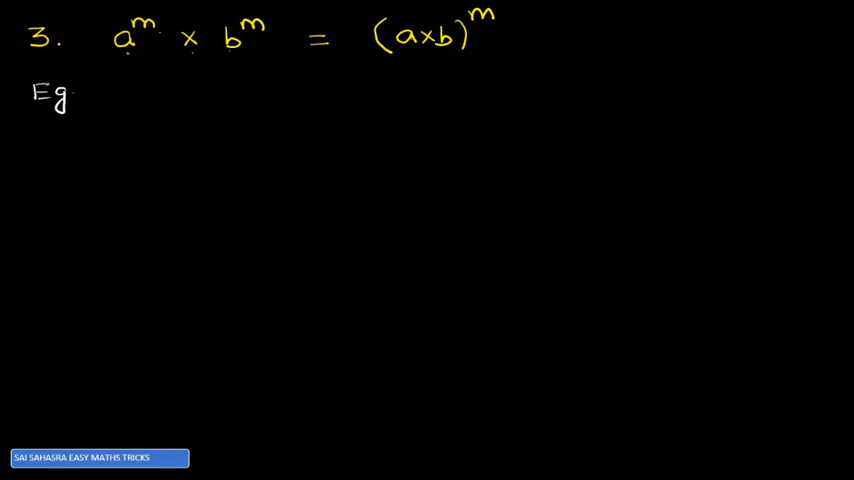 3. a^m × b^m = (a×b)^m
Eg
SAI SAHASRA EASY MATHS TRICKS